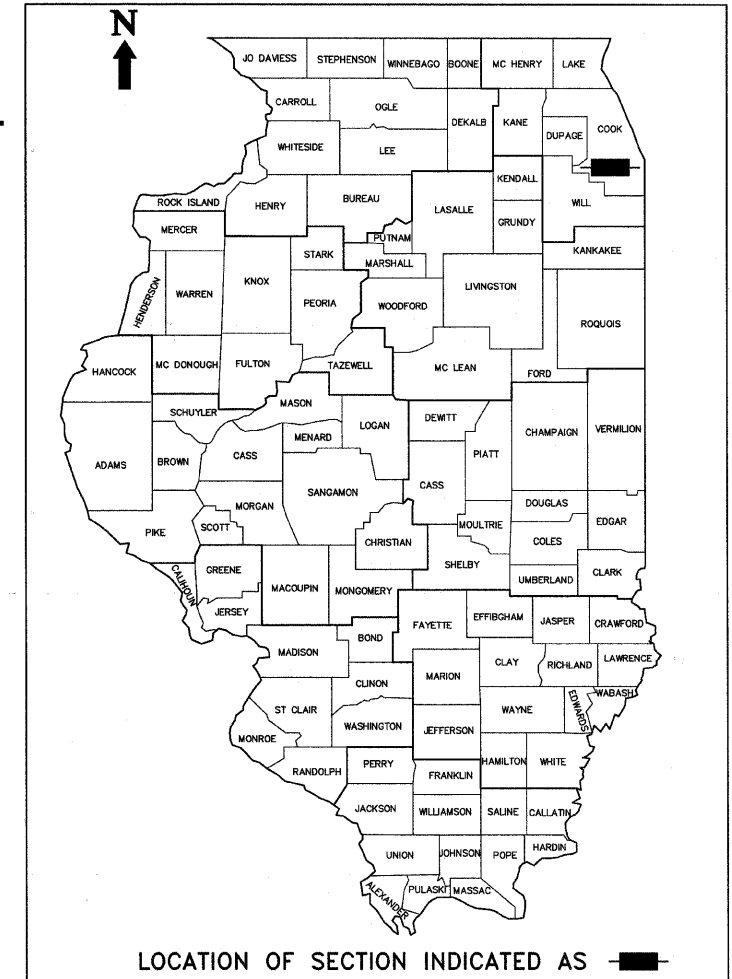 N
JO DAVIESS STEPHENSON WINNEBAGO BOONE MC HENRY LAKE
CARROLL OGLE DEKALB KANE DUPAGE COOK
WHITESIDE LEE
KENDALL WILL
ROCK ISLAND HENRY BUREAU LASALLE GRUNDY
MERCER PUTNAM KANKAKEE
STARK MARSHALL
HENDERSON WARREN KNOX PEORIA WOODFORD LIVINGSTON ROQUOIS
HANCOCK MC DONOUGH FULTON TAZEWELL MC LEAN FORD
SCHUYLER MASON LOGAN DEWITT CHAMPAIGN VERMILION
ADAMS BROWN CASS MENARD PIATT
SANGAMON CASS
PIKE SCOTT MORGAN CHRISTIAN MOULTRIE DOUGLAS EDGAR
COLES
CALIHOUN GREENE MACOUPIN MONTGOMERY SHELBY UMBERLAND CLARK
JERSEY FAYETTE EFFIBGHAM JASPER CRAWFORD
MADISON BOND
CLINON MARION CLAY RICHLAND LAWRENCE
ST CLAIR WAYNE EDWARDS WABASH
MONROE WASHINGTON JEFFERSON
RANDOLPH PERRY FRANKLIN HAMILTON WHITE
JACKSON WILLIAMSON SALINE CALLATIN
UNION JOHNSON POPE HARDIN
ALEXANDER PULASKI MASSAC
LOCATION OF SECTION INDICATED AS